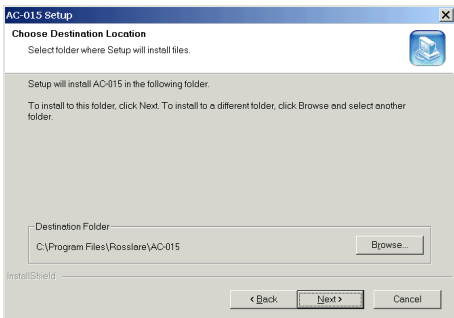 AC-015 Setup
Choose Destination Location
Select folder where Setup will install files.
Setup will install AC-015 in the following folder.
To install to this folder, click Next. To install to a different folder, click Browse and select another
folder.
Destination Folder
C:\Program Files\Rosslare\AC-015
Browse...
InstallShield
< Back
Next >
Cancel